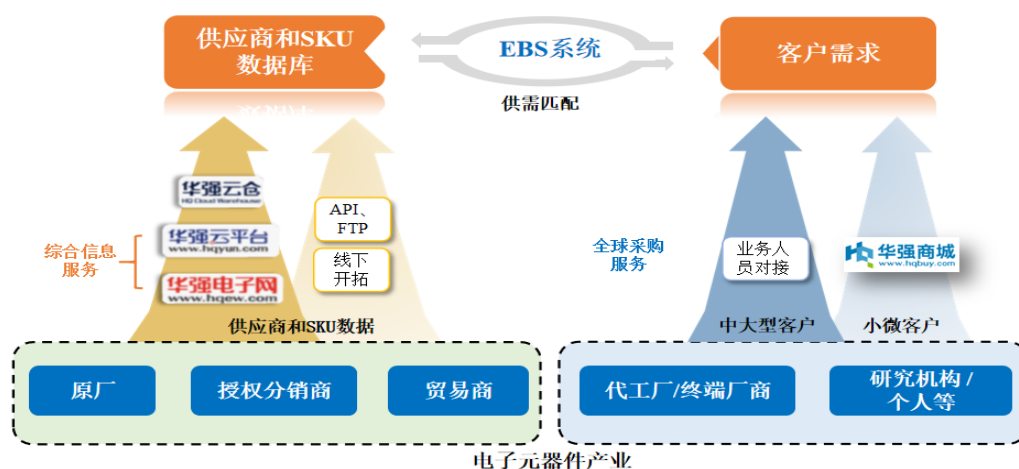 供应商和SKU
数据库
EBS系统
客户需求
供需匹配
华强云仓
HQ Cloud Warehouse
华强云平台
www.hqyun.com
华强电子网
www.hqew.com
综合信息
服务
API、
FTP
线下
开拓
全球采购
服务
业务人
员对接
华强商城
www.hqbuy.com
供应商和SKU数据
中大型客户
小微客户
原厂
授权分销商
贸易商
代工厂/终端厂商
研究机构/
个人等
电子元器件产业